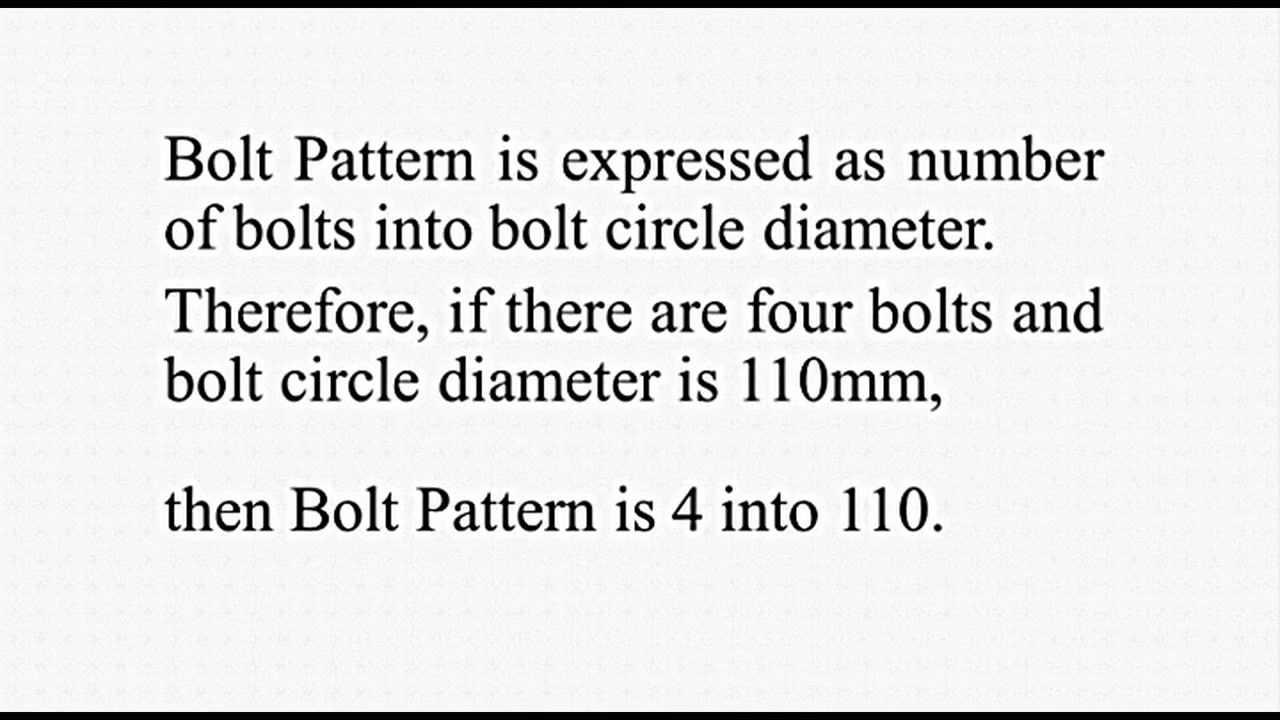 Bolt Pattern is expressed as number
of bolts into bolt circle diameter.
Therefore, if there are four bolts and
bolt circle diameter is 110mm,
then Bolt Pattern is 4 into 110.